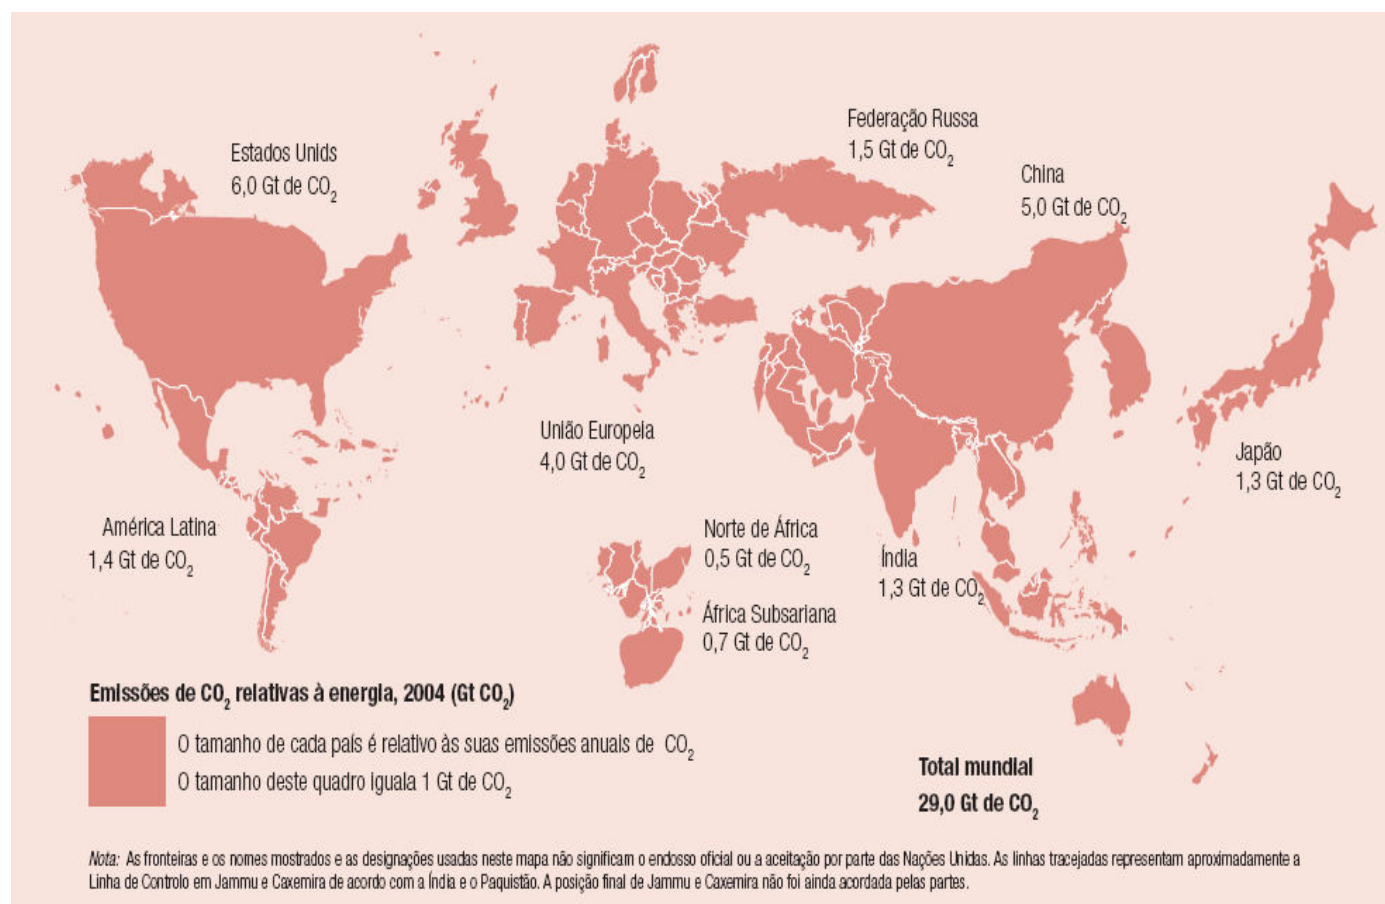 Federação Russa
1,5 Gt de CO₂
Estados Unids
6,0 Gt de CO₂
China
5,0 Gt de CO₂
União Europeia
4,0 Gt de CO₂
Japão
1,3 Gt de CO₂
América Latina
1,4 Gt de CO₂
Norte de África
0,5 Gt de CO₂
Índia
1,3 Gt de CO₂
África Subsariana
0,7 Gt de CO₂
Emissões de CO₂ relativas à energia, 2004 (Gt CO₂)
O tamanho de cada país é relativo às suas emissões anuais de CO₂
O tamanho deste quadro iguala 1 Gt de CO₂
Total mundial
29,0 Gt de CO₂
Nota: As fronteiras e os nomes mostrados e as designações usadas neste mapa não significam o endosso oficial ou a aceitação por parte das Nações Unidas. As linhas tracejadas representam aproximadamente a
Linha de Controlo em Jammu e Caxemira de acordo com a Índia e o Paquistão. A posição final de Jammu e Caxemira não foi ainda acordada pelas partes.